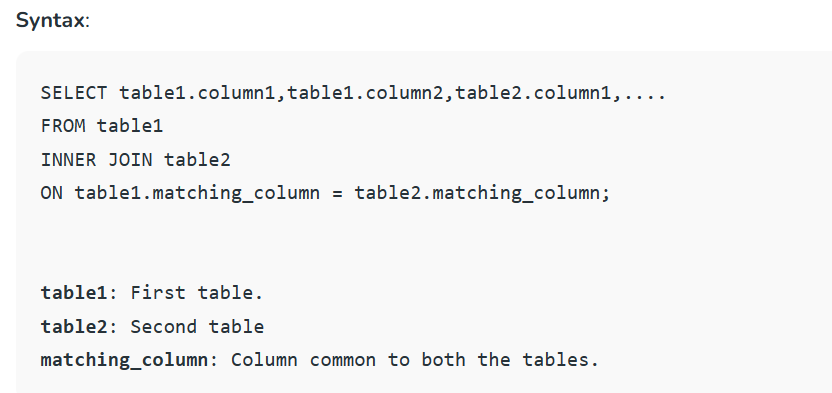 Syntax:
SELECT table1.column1,table1.column2,table2.column1,....
FROM table1
INNER JOIN table2
ON table1.matching_column = table2.matching_column;
table1: First table.
table2: Second table
matching_column: Column common to both the tables.